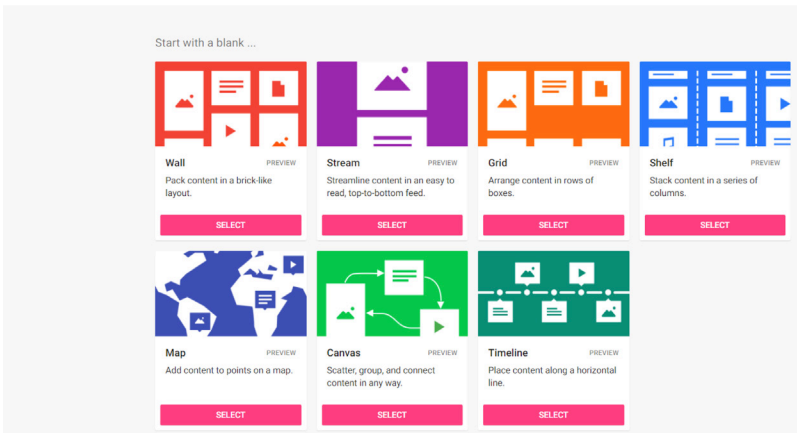 Start with a blank ...
Wall PREVIEW
Pack content in a brick-like
layout.
SELECT
Stream PREVIEW
Streamline content in an easy to
read, top-to-bottom feed.
SELECT
Grid PREVIEW
Arrange content in rows of
boxes.
SELECT
Shelf PREVIEW
Stack content in a series of
columns.
SELECT
Map PREVIEW
Add content to points on a map.
SELECT
Canvas PREVIEW
Scatter, group, and connect
content in any way.
SELECT
Timeline PREVIEW
Place content along a horizontal
line.
SELECT